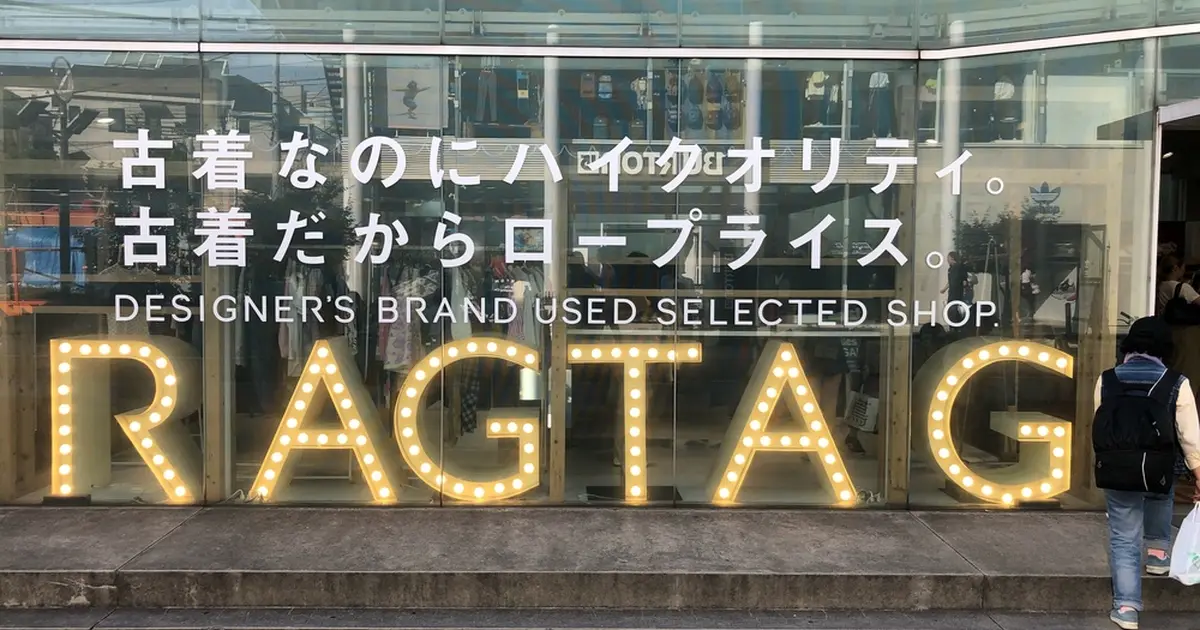 古着なのにハイクオリティ。
古着だからロープライス。
DESIGNER'S BRAND USED SELECTED SHOP.
RAGTAG
BURTON